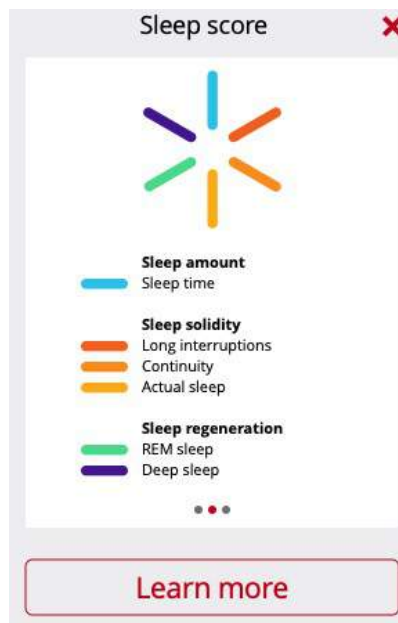 Sleep score
Sleep amount
Sleep time
Sleep solidity
Long interruptions
Continuity
Actual sleep
Sleep regeneration
REM sleep
Deep sleep
Learn more